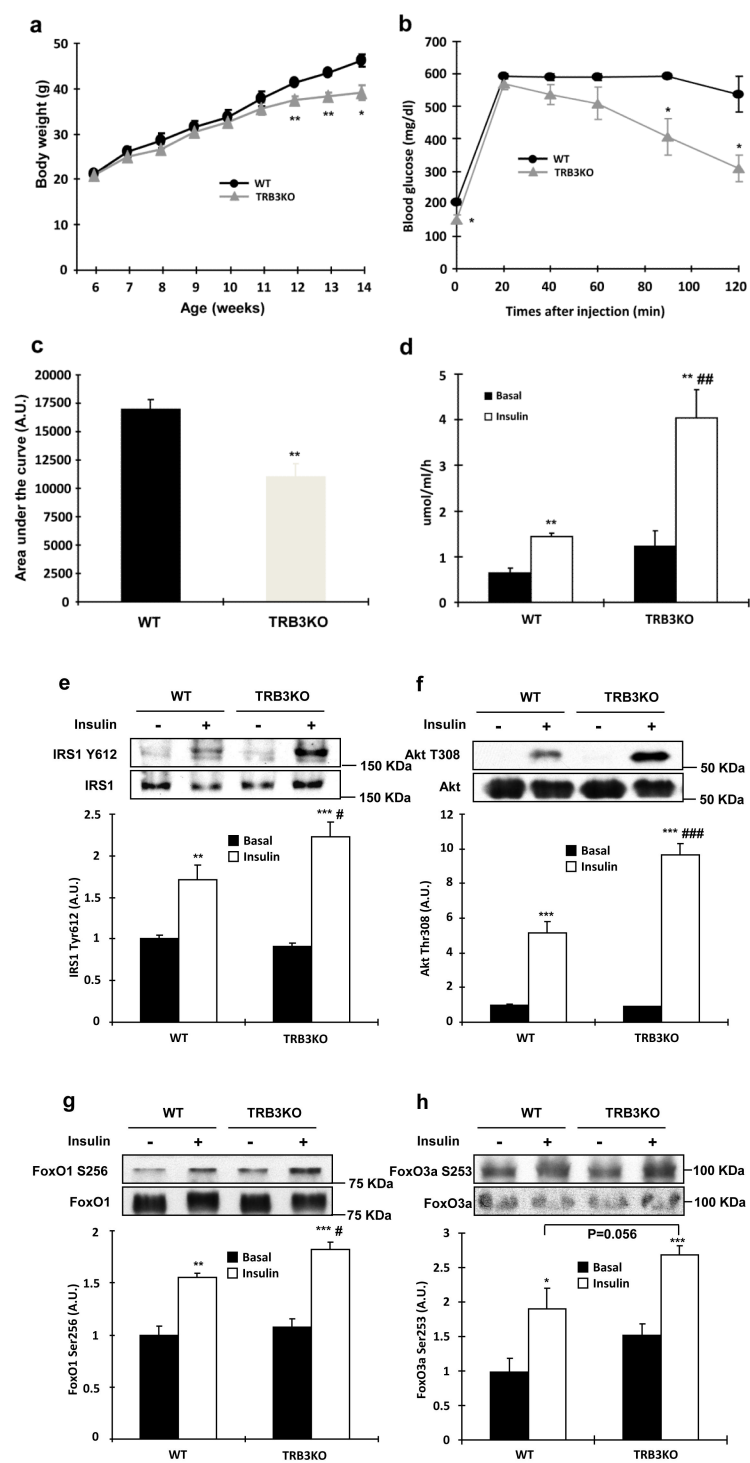 a
Body weight (g)
60
50
40
30
20
10
0
** ** *
WT
TRB3KO
6 7 8 9 10 11 12 13 14
Age (weeks)
b
Blood glucose (mg/dl)
700
600
500
400
300
200
100
0
*
*
*
WT
TRB3KO
0 20 40 60 80 100 120
Times after injection (min)
c
Area under the curve (A.U.)
20000
17500
15000
12500
10000
7500
5000
2500
0
**
WT TRB3KO
d
umol/ml/h
5
4
3
2
1
0
Basal
Insulin
**
** ##
WT TRB3KO
e
WT TRB3KO
Insulin - + - +
IRS1 Y612
150 KDa
IRS1
150 KDa
IRS1 Tyr612 (A.U.)
2.5
2
1.5
1
0.5
0
Basal
Insulin
**
*** #
WT TRB3KO
f
WT TRB3KO
Insulin - + - +
Akt T308
50 KDa
Akt
50 KDa
Akt Thr308 (A.U.)
12
10
8
6
4
2
0
Basal
Insulin
***
*** ###
WT TRB3KO
g
WT TRB3KO
Insulin - + - +
FoxO1 S256
75 KDa
FoxO1
75 KDa
FoxO1 Ser256 (A.U.)
2
1.5
1
0.5
0
Basal
Insulin
**
*** #
WT TRB3KO
h
WT TRB3KO
Insulin - + - +
FoxO3a S253
100 KDa
FoxO3a
100 KDa
FoxO3a Ser253 (A.U.)
3
2.5
2
1.5
1
0.5
0
P=0.056
Basal
Insulin
*
***
WT TRB3KO